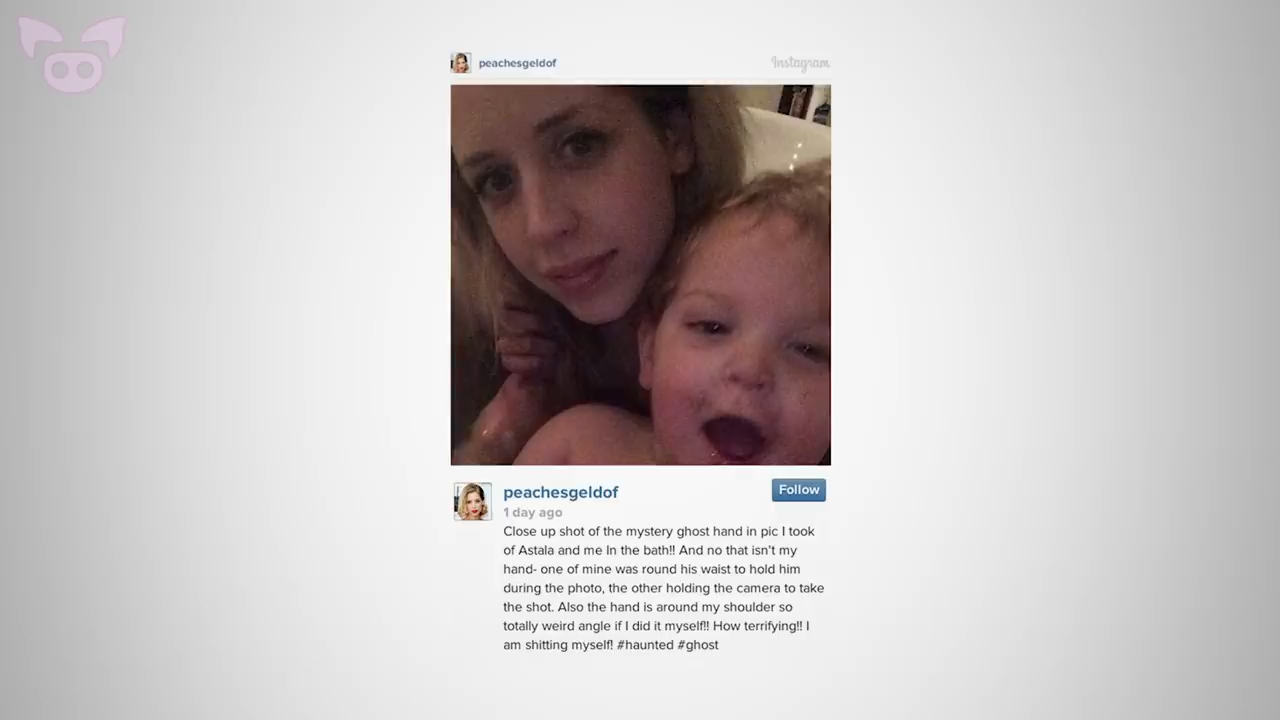 peachesgeldof
Instagram
peachesgeldof
Follow
1 day ago
Close up shot of the mystery ghost hand in pic I took
of Astala and me In the bath!! And no that isn't my
hand- one of mine was round his waist to hold him
during the photo, the other holding the camera to take
the shot. Also the hand is around my shoulder so
totally weird angle if I did it myself!! How terrifying!! I
am shitting myself! #haunted #ghost